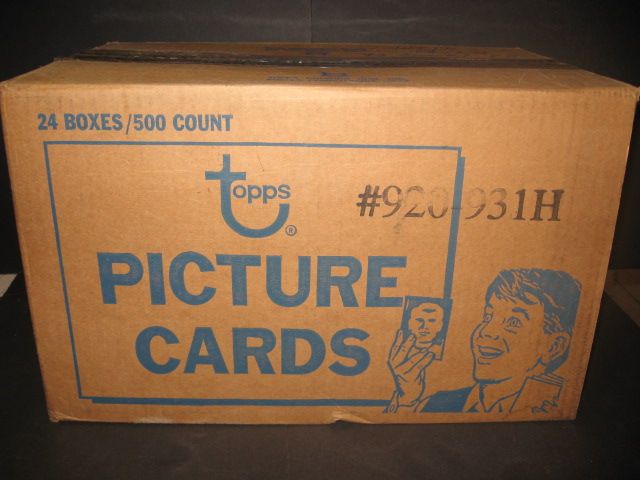 24 BOXES/500 COUNT
topps®
#920-931H
PICTURE
CARDS